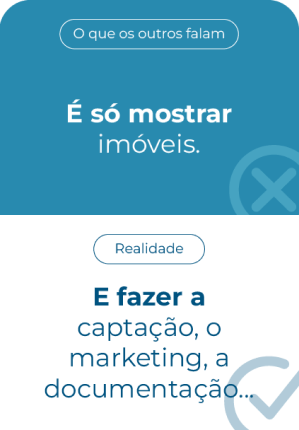 O que os outros falam
É só mostrar
imóveis.
Realidade
E fazer a
captação, o
marketing, a
documentação...